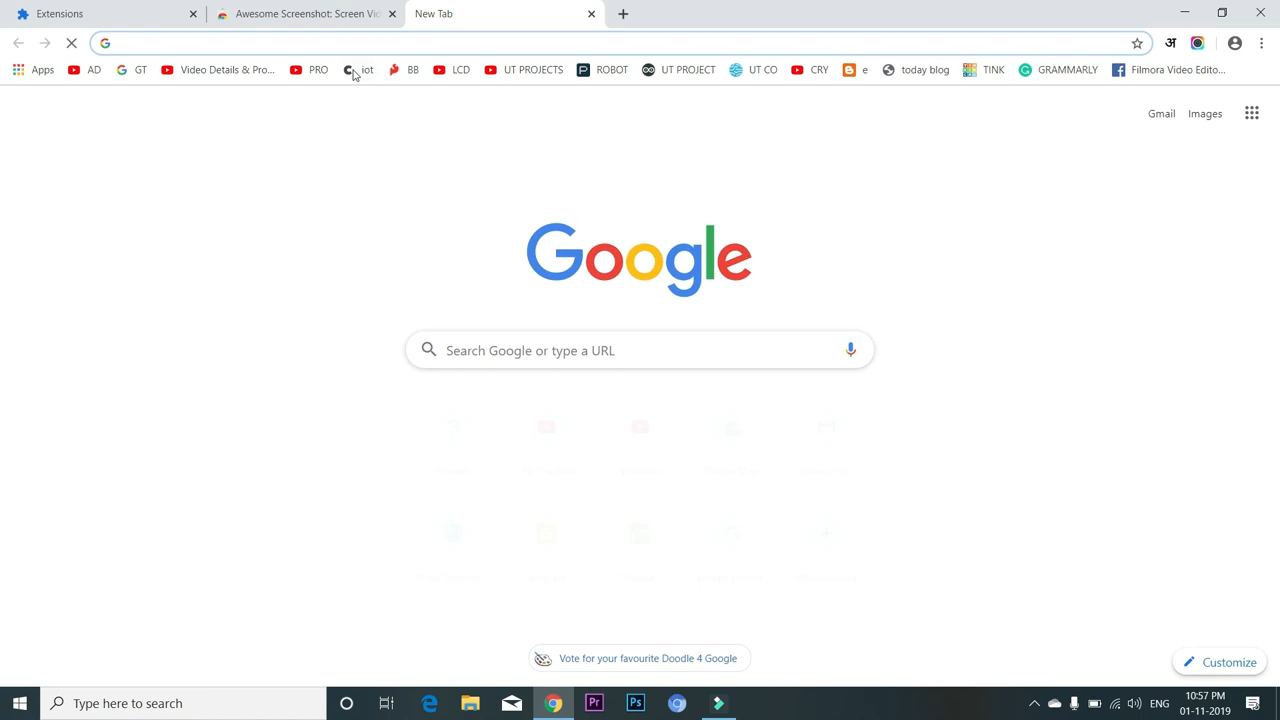 Extensions
Awesome Screenshot: Screen Vi
New Tab
Apps
AD
GT
Video Details & Pro...
PRO
iot
BB
LCD
UT PROJECTS
ROBOT
UT PROJECT
UT CO
CRY
e
today blog
TINK
GRAMMARLY
Filmora Video Edito...
अ
Gmail
Images
Google
Search Google or type a URL
Vote for your favourite Doodle 4 Google
Customize
Type here to search
Pr
Ps
ENG
10:57 PM
01-11-2019